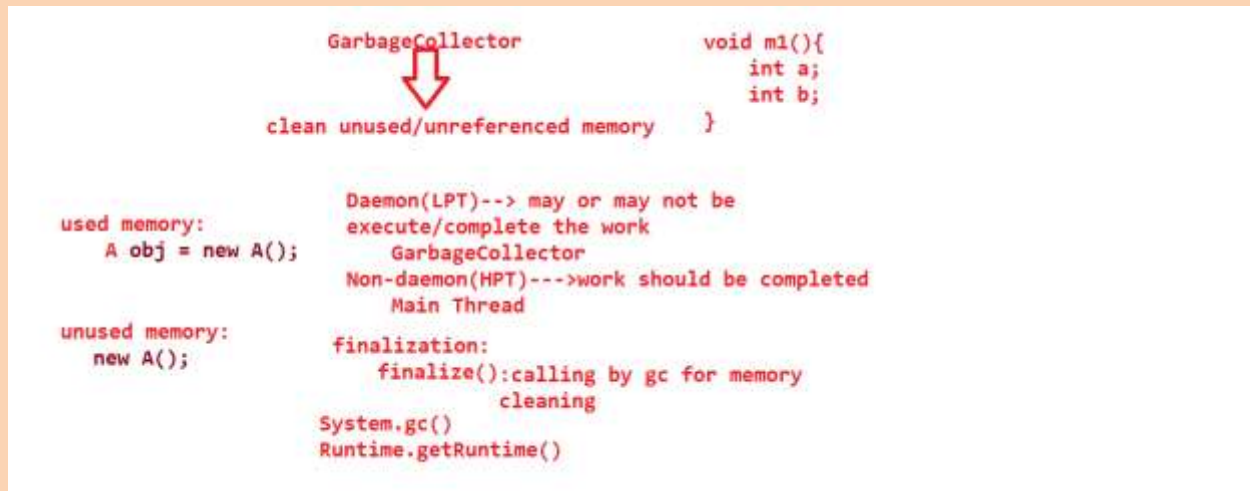 GarbageCollector
clean unused/unreferenced memory
void m1(){
int a;
int b;
}
used memory:
A obj = new A();
unused memory:
new A();
Daemon(LPT)--> may or may not be
execute/complete the work
GarbageCollector
Non-daemon(HPT)--->work should be completed
Main Thread
finalization:
finalize():calling by gc for memory
cleaning
System.gc()
Runtime.getRuntime()